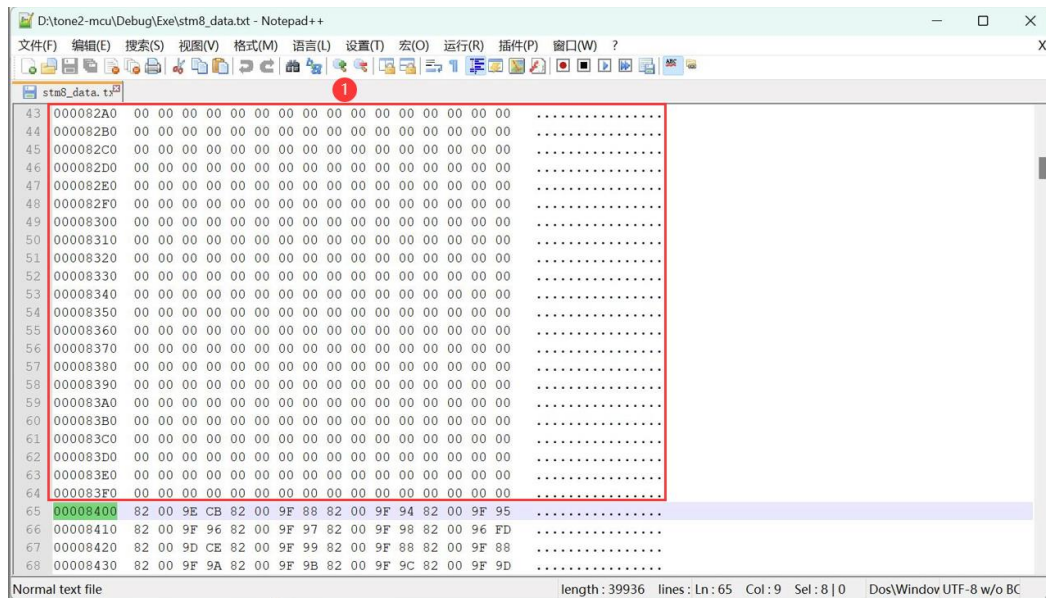 D:\tone2-mcu\Debug\Exe\stm8_data.txt - Notepad++
文件(F) 编辑(E) 搜索(S) 视图(V) 格式(M) 语言(L) 设置(T) 宏(O) 运行(R) 插件(P) 窗口(W) ? X
stm8_data.tx
1
43 000082A0 00 00 00 00 00 00 00 00 00 00 00 00 00 00 00 00 ................
44 000082B0 00 00 00 00 00 00 00 00 00 00 00 00 00 00 00 00 ................
45 000082C0 00 00 00 00 00 00 00 00 00 00 00 00 00 00 00 00 ................
46 000082D0 00 00 00 00 00 00 00 00 00 00 00 00 00 00 00 00 ................
47 000082E0 00 00 00 00 00 00 00 00 00 00 00 00 00 00 00 00 ................
48 000082F0 00 00 00 00 00 00 00 00 00 00 00 00 00 00 00 00 ................
49 00008300 00 00 00 00 00 00 00 00 00 00 00 00 00 00 00 00 ................
50 00008310 00 00 00 00 00 00 00 00 00 00 00 00 00 00 00 00 ................
51 00008320 00 00 00 00 00 00 00 00 00 00 00 00 00 00 00 00 ................
52 00008330 00 00 00 00 00 00 00 00 00 00 00 00 00 00 00 00 ................
53 00008340 00 00 00 00 00 00 00 00 00 00 00 00 00 00 00 00 ................
54 00008350 00 00 00 00 00 00 00 00 00 00 00 00 00 00 00 00 ................
55 00008360 00 00 00 00 00 00 00 00 00 00 00 00 00 00 00 00 ................
56 00008370 00 00 00 00 00 00 00 00 00 00 00 00 00 00 00 00 ................
57 00008380 00 00 00 00 00 00 00 00 00 00 00 00 00 00 00 00 ................
58 00008390 00 00 00 00 00 00 00 00 00 00 00 00 00 00 00 00 ................
59 000083A0 00 00 00 00 00 00 00 00 00 00 00 00 00 00 00 00 ................
60 000083B0 00 00 00 00 00 00 00 00 00 00 00 00 00 00 00 00 ................
61 000083C0 00 00 00 00 00 00 00 00 00 00 00 00 00 00 00 00 ................
62 000083D0 00 00 00 00 00 00 00 00 00 00 00 00 00 00 00 00 ................
63 000083E0 00 00 00 00 00 00 00 00 00 00 00 00 00 00 00 00 ................
64 000083F0 00 00 00 00 00 00 00 00 00 00 00 00 00 00 00 00 ................
65 00008400 82 00 9E CB 82 00 9F 88 82 00 9F 94 82 00 9F 95 ................
66 00008410 82 00 9F 96 82 00 9F 97 82 00 9F 98 82 00 96 FD ................
67 00008420 82 00 9D CE 82 00 9F 99 82 00 9F 88 82 00 9F 88 ................
68 00008430 82 00 9F 9A 82 00 9F 9B 82 00 9F 9C 82 00 9F 9D ................
Normal text file length : 39936 lines : Ln : 65 Col : 9 Sel : 8 | 0 Dos\Window UTF-8 w/o BC